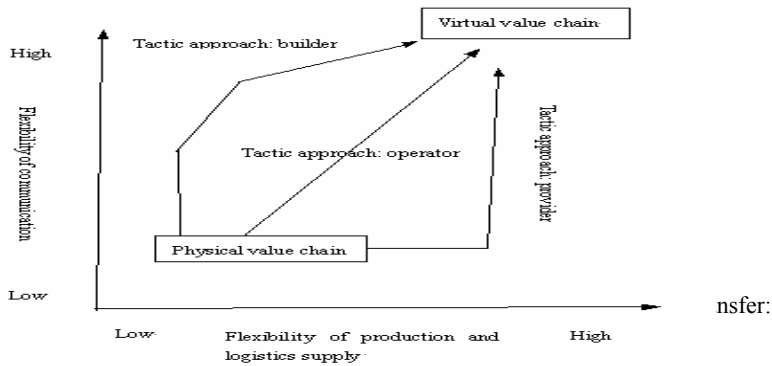 Virtual value chain
Tactic approach: builder
High
Flexibility of communication
Tactic approach: operator
Tactic approach: provider
Physical value chain
Low
nsfer:
Low
Flexibility of production and
logistics supply
High